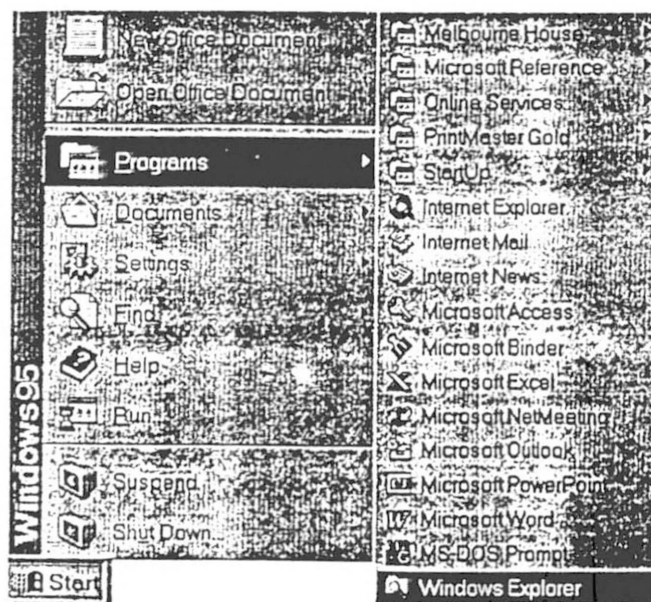 New Office Document
Open Office Document
Programs
Documents
Settings
Find
Help
Run...
Suspend
Shut Down...
Windows95
Start
Melbourne House
Microsoft Reference
Online Services
PrintMaster Gold
StartUp
Internet Explorer
Internet Mail
Internet News
Microsoft Access
Microsoft Binder
Microsoft Excel
Microsoft NetMeeting
Microsoft Outlook
Microsoft PowerPoint
Microsoft Word
MS-DOS Prompt
Windows Explorer